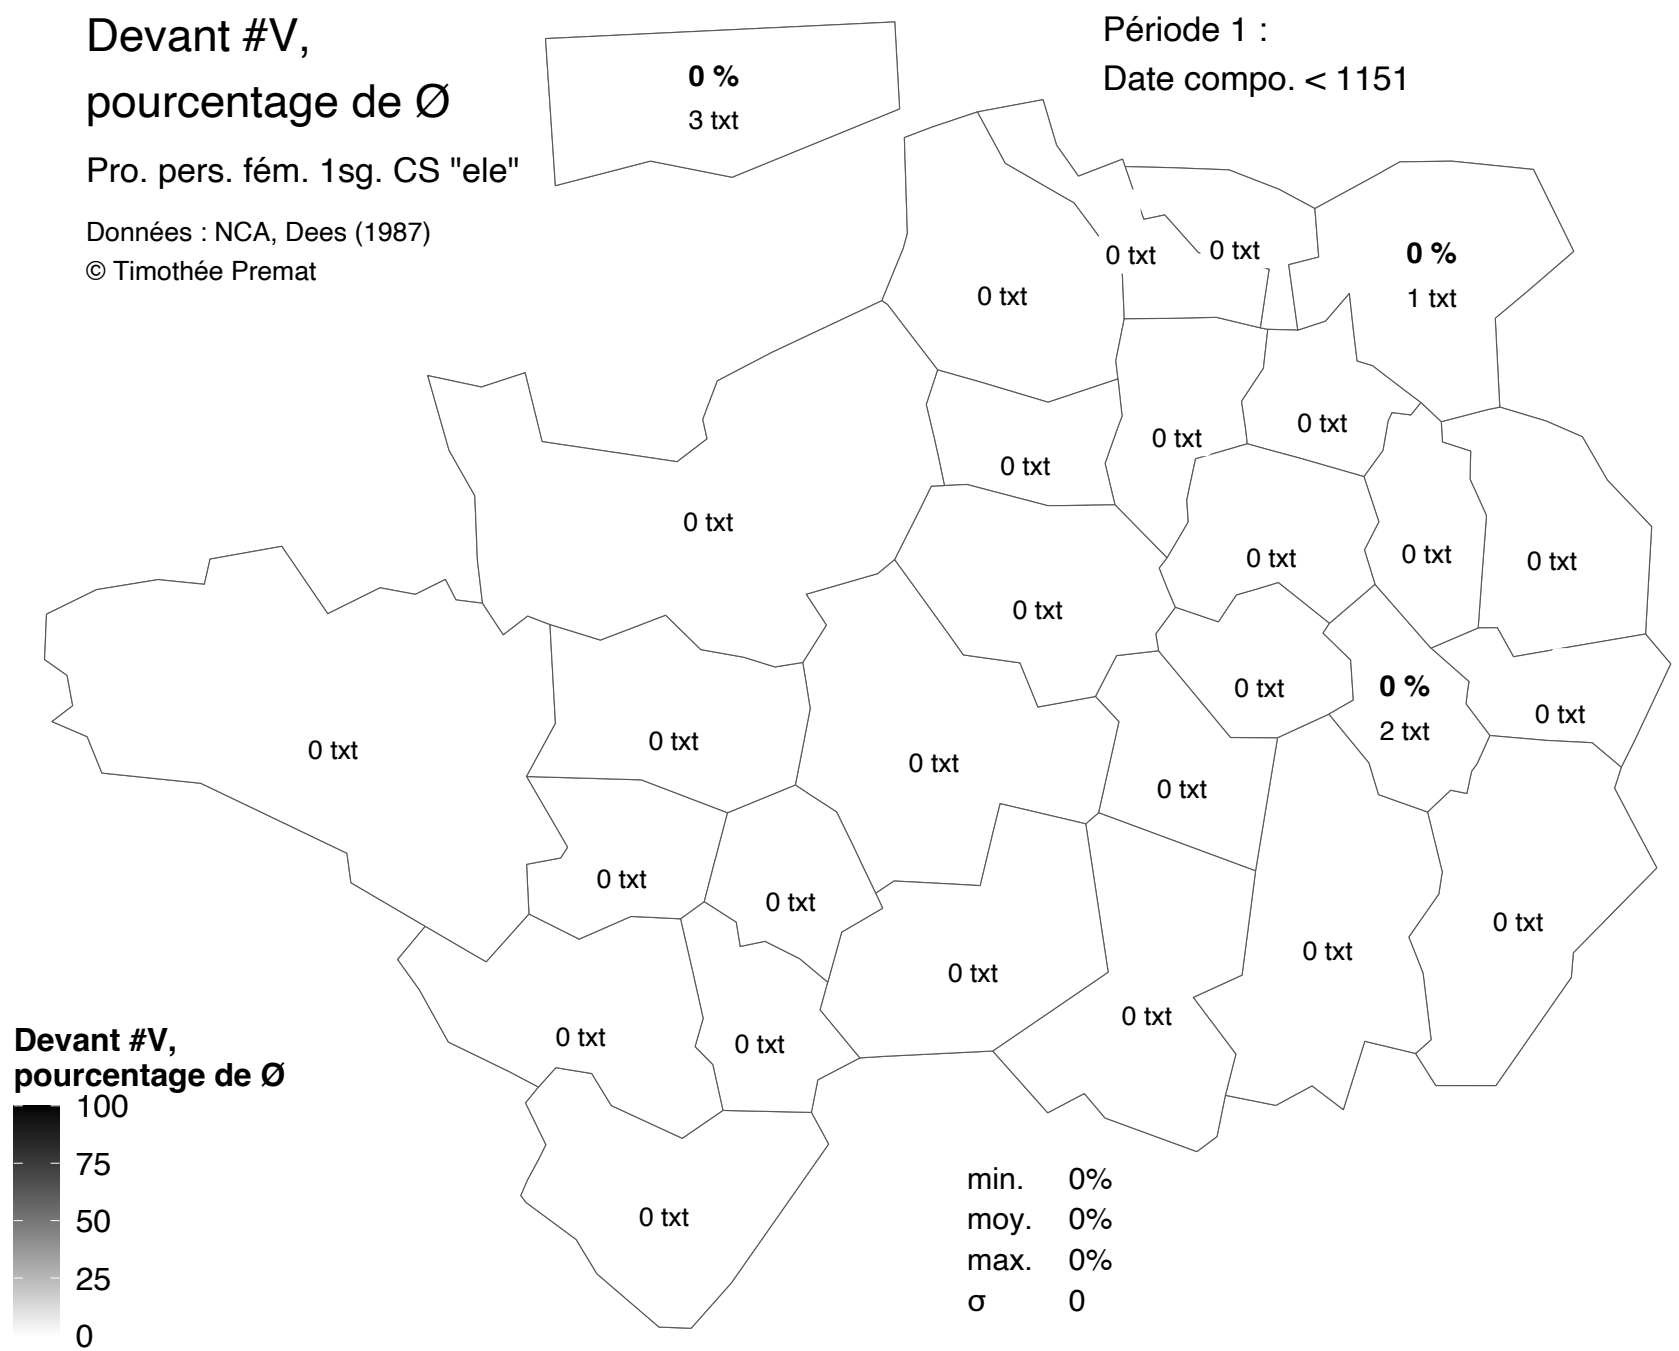 Devant #V,
pourcentage de Ø
Pro. pers. fém. 1sg. CS "ele"
Données : NCA, Dees (1987)
© Timothée Premat
Période 1 :
Date compo. < 1151
0 %
3 txt
0 txt
0 txt
0 txt
0 %
1 txt
0 txt
0 txt
0 txt
0 txt
0 txt
0 txt
0 txt
0 txt
0 txt
0 txt
0 txt
0 %
2 txt
0 txt
0 txt
0 txt
0 txt
0 txt
0 txt
0 txt
0 txt
0 txt
0 txt
0 txt
0 txt
0 txt
0 txt
Devant #V,
pourcentage de Ø
100
75
50
25
0
min. 0%
moy. 0%
max. 0%
σ 0